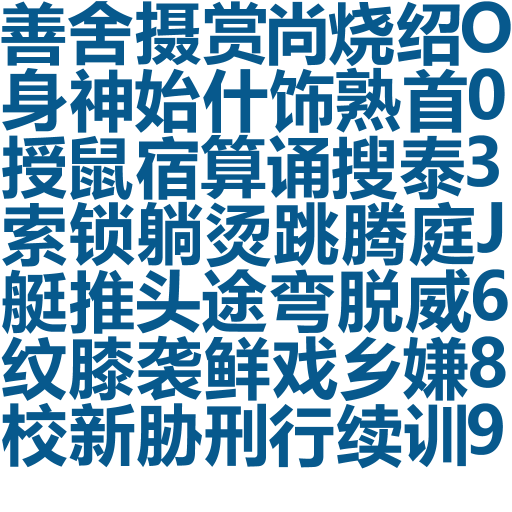 善舍摄赏尚烧绍O
身神始什饰熟首0
授鼠宿算诵搜泰3
索锁躺烫跳腾庭J
艇推头途弯脱威6
纹膝袭鲜戏乡嫌8
校新胁刑行续训9